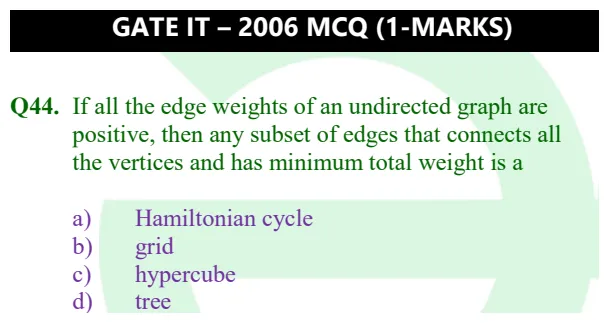 GATE IT – 2006 MCQ (1-MARKS)
Q44. If all the edge weights of an undirected graph are
positive, then any subset of edges that connects all
the vertices and has minimum total weight is a
a) Hamiltonian cycle
b) grid
c) hypercube
d) tree